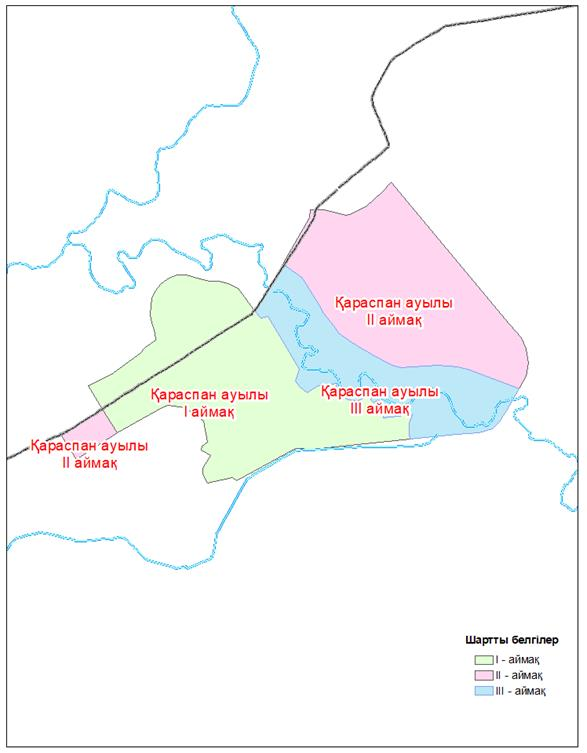 Қараспан ауылы
II аймақ
Қараспан ауылы
I аймақ
Қараспан ауылы
III аймақ
Қараспан ауылы
II аймақ
Шартты белгілер
I - аймақ
II - аймақ
III - аймақ